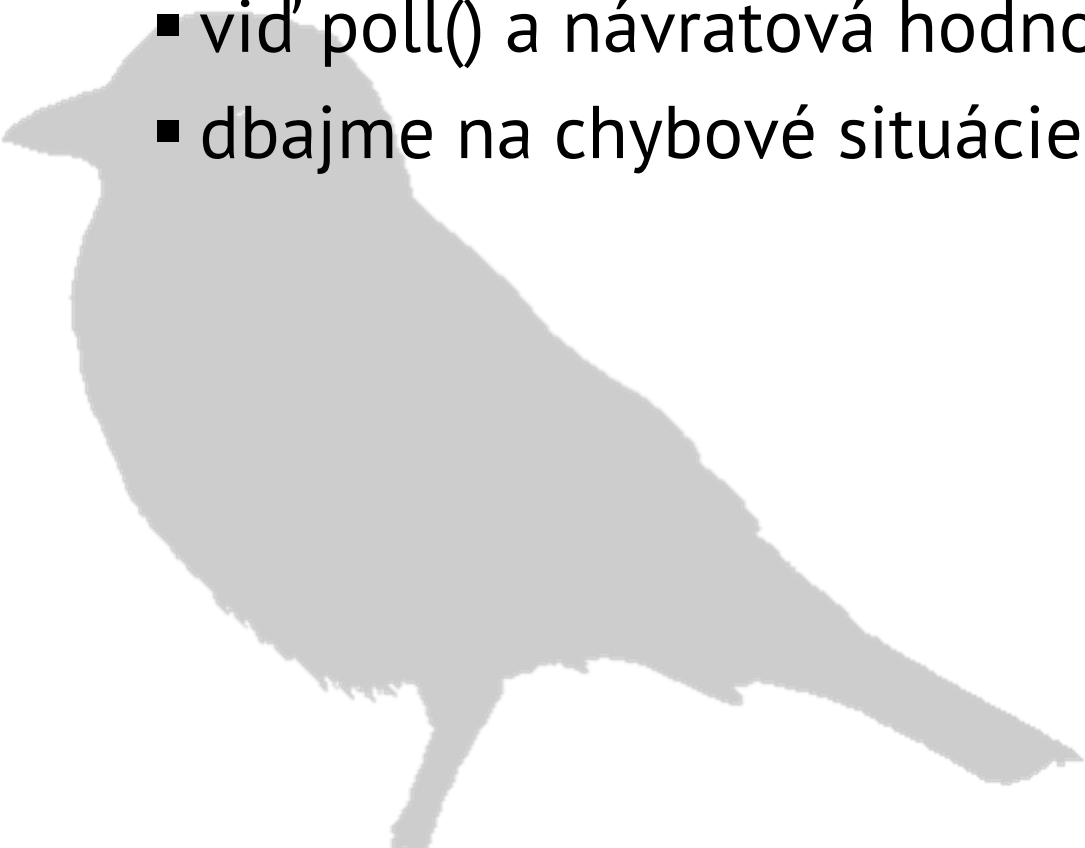 ▪ viď poll() a návratová
▪ dbajme na chybové situácie